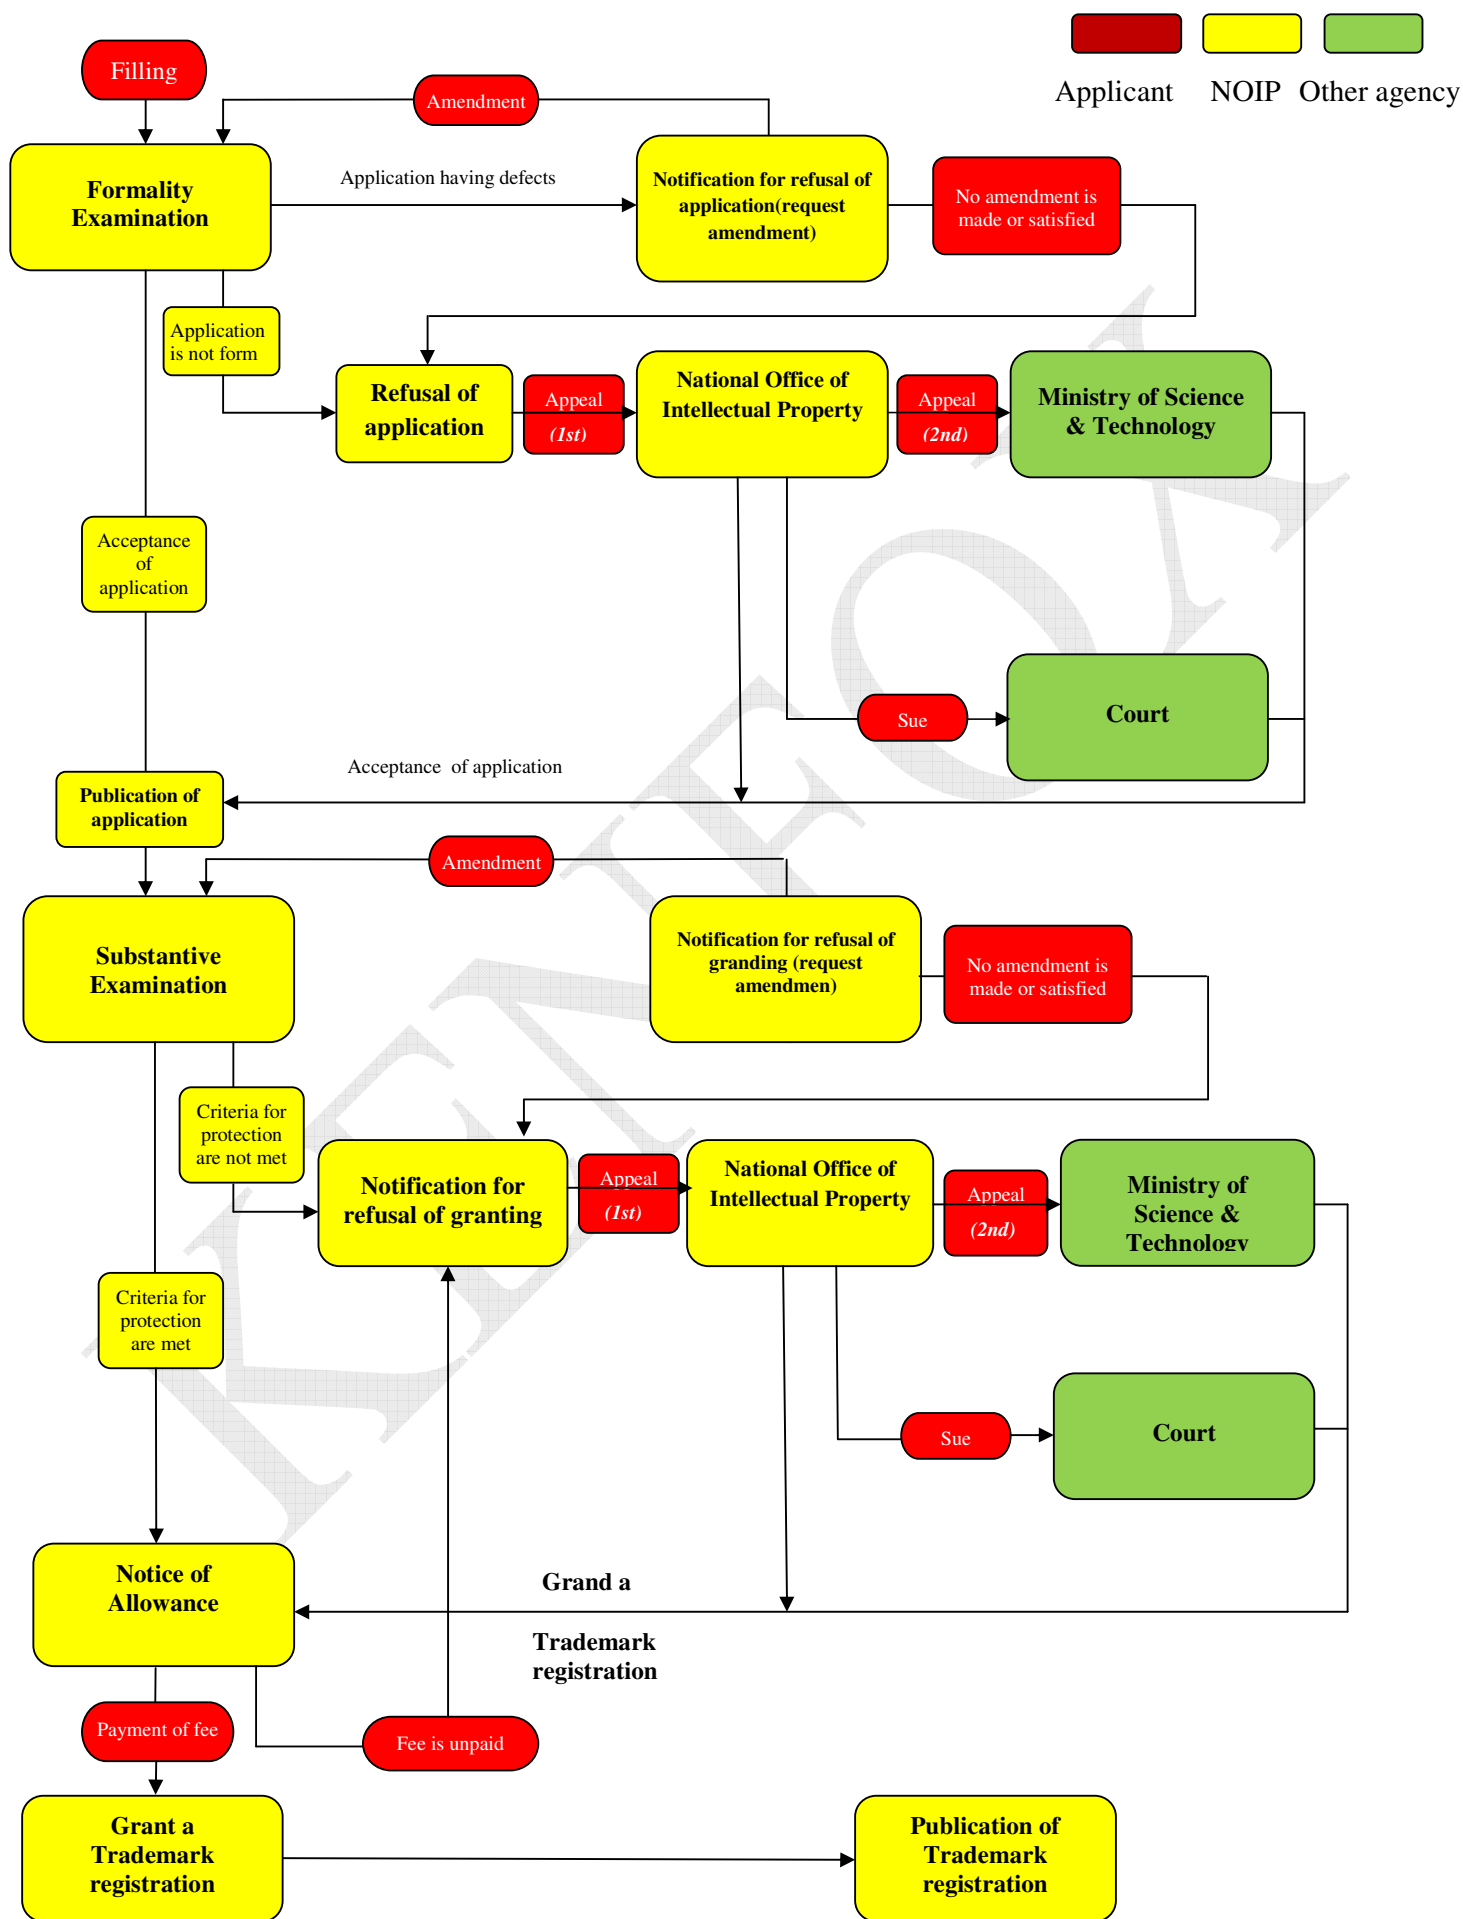 Applicant
NOIP
Other agency
Filling
Amendment
Formality
Examination
Application having defects
Notification for refusal of
application(request
amendment)
No amendment is
made or satisfied
Application
is not form
Refusal of
application
Appeal
(1st)
National Office of
Intellectual Property
Appeal
(2nd)
Ministry of Science
& Technology
Acceptance
of
application
Sue
Court
Acceptance of application
Publication of
application
Amendment
Substantive
Examination
Notification for refusal of
granding (request
amendmen)
No amendment is
made or satisfied
Criteria for
protection
are not met
Notification for
refusal of granting
Appeal
(1st)
National Office of
Intellectual Property
Appeal
(2nd)
Ministry of
Science &
Technology
Criteria for
protection
are met
Sue
Court
Notice of
Allowance
Grand a
Trademark
registration
Payment of fee
Fee is unpaid
Grant a
Trademark
registration
Publication of
Trademark
registration
KENFOX